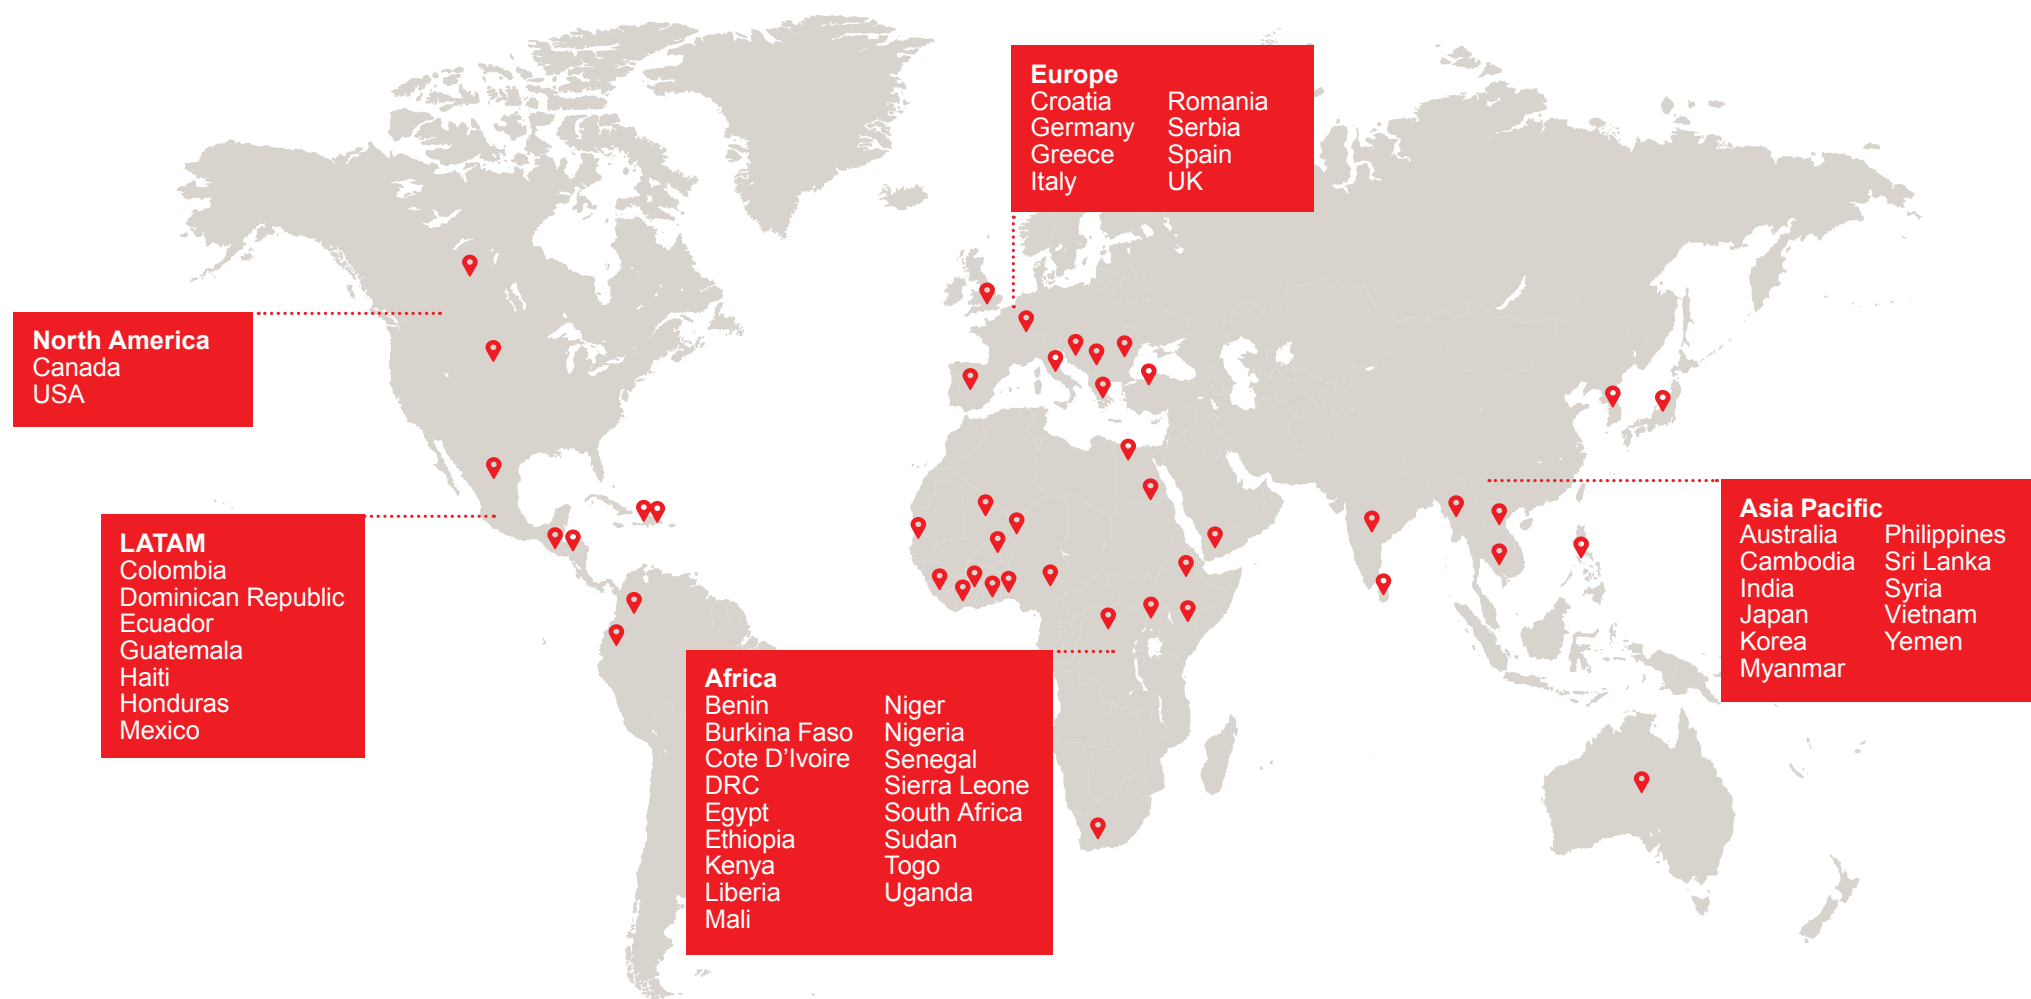 Europe
Croatia
Germany
Greece
Italy
Romania
Serbia
Spain
UK
North America
Canada
USA
LATAM
Colombia
Dominican Republic
Ecuador
Guatemala
Haiti
Honduras
Mexico
Africa
Benin
Burkina Faso
Cote D’Ivoire
DRC
Egypt
Ethiopia
Kenya
Liberia
Mali
Niger
Nigeria
Senegal
Sierra Leone
South Africa
Sudan
Togo
Uganda
Asia Pacific
Australia
Cambodia
India
Japan
Korea
Myanmar
Philippines
Sri Lanka
Syria
Vietnam
Yemen